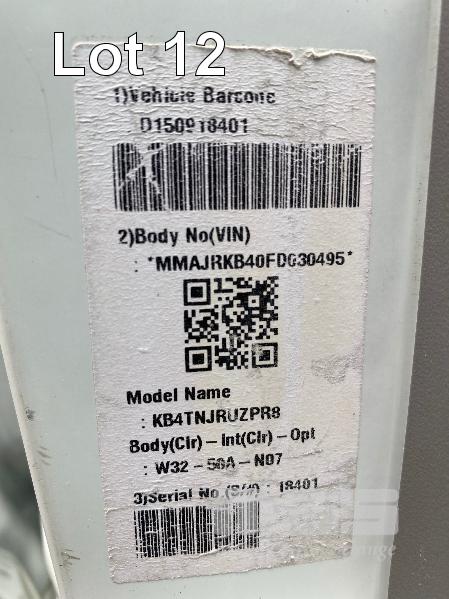 Lot 12
1)Vehicle Barcode
D150918401
2)Body No(VIN)
: *MMAJRKB40FD030495*
Model Name
: KB4TNJRUZPR8
Body(Clr)-Int(Clr)-Opt
: W32-56A-N07
3)Serial No.(S/#) : 18401